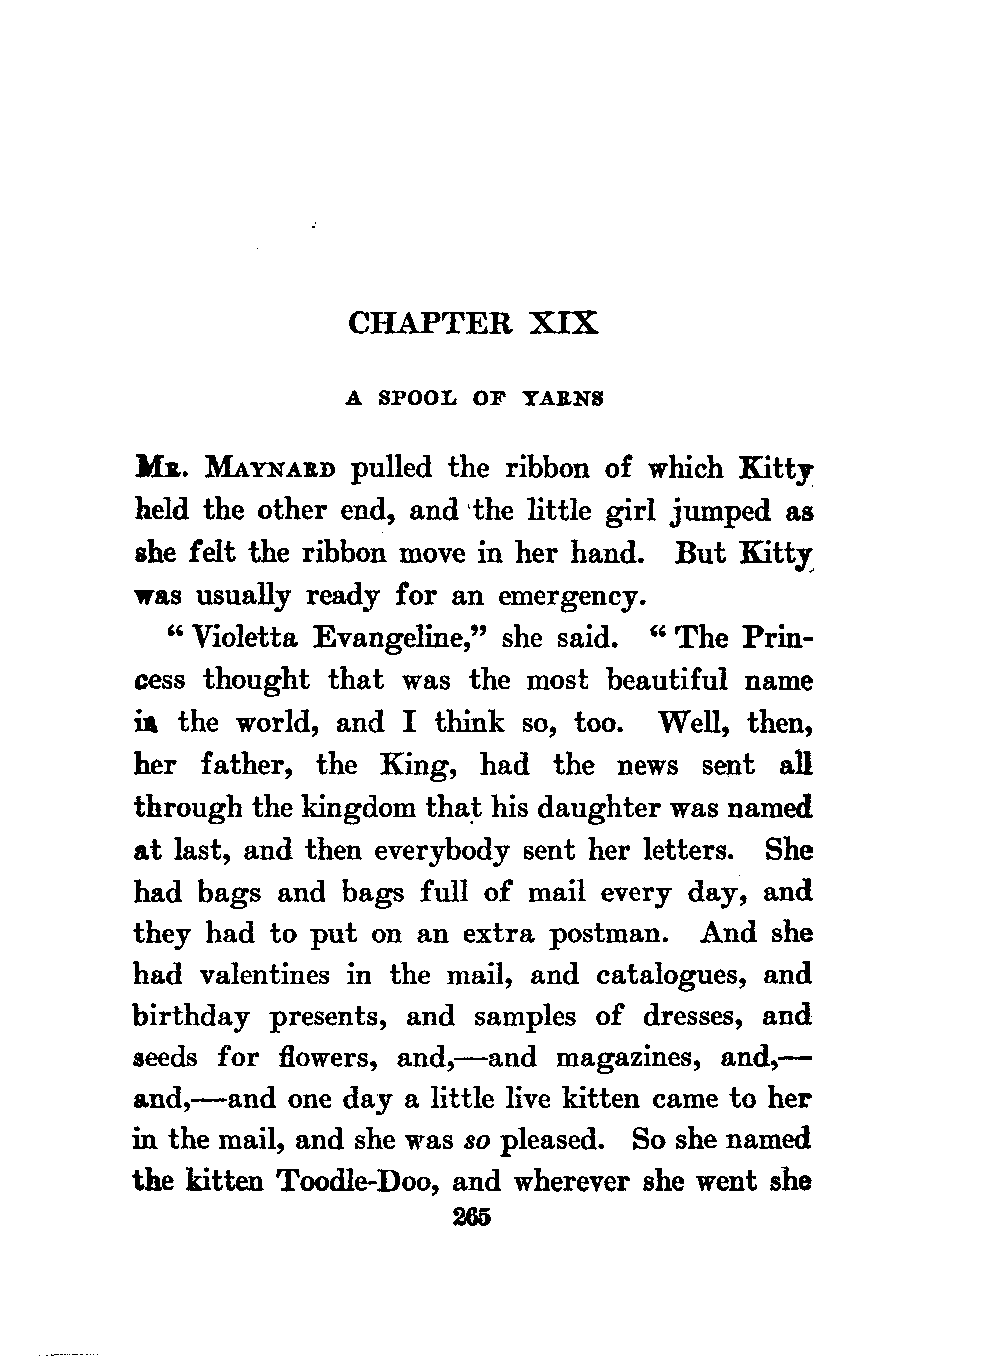 CHAPTER XIX
A SPOOL OF YARNS
MR. MAYNARD pulled the ribbon of which Kitty
held the other end, and the little girl jumped as
she felt the ribbon move in her hand. But Kitty
was usually ready for an emergency.
“ Violetta Evangeline,” she said. “ The Prin-
cess thought that was the most beautiful name
in the world, and I think so, too. Well, then,
her father, the King, had the news sent all
through the kingdom that his daughter was named
at last, and then everybody sent her letters. She
had bags and bags full of mail every day, and
they had to put on an extra postman. And she
had valentines in the mail, and catalogues, and
birthday presents, and samples of dresses, and
seeds for flowers, and,—and magazines, and,—
and,—and one day a little live kitten came to her
in the mail, and she was so pleased. So she named
the kitten Toodle-Doo, and wherever she went she
265